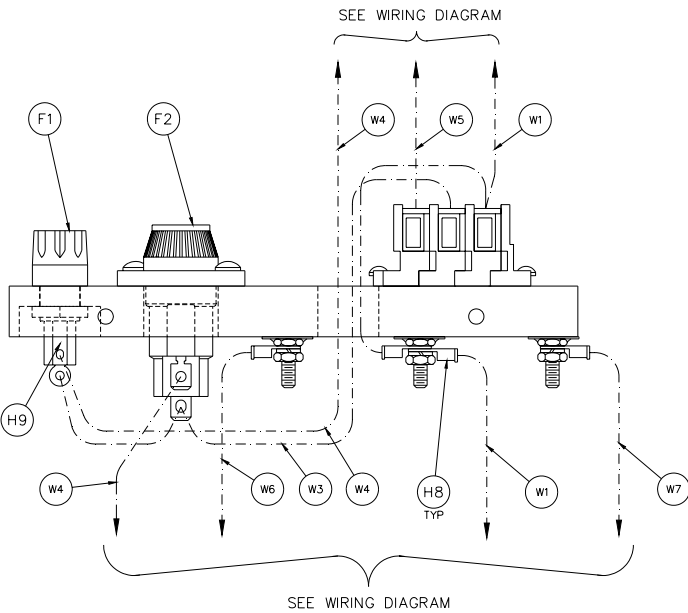 SEE WIRING DIAGRAM
F1
F2
W4
W5
W1
H9
W4
W6
W3
W4
H8
TYP
W1
W7
SEE WIRING DIAGRAM